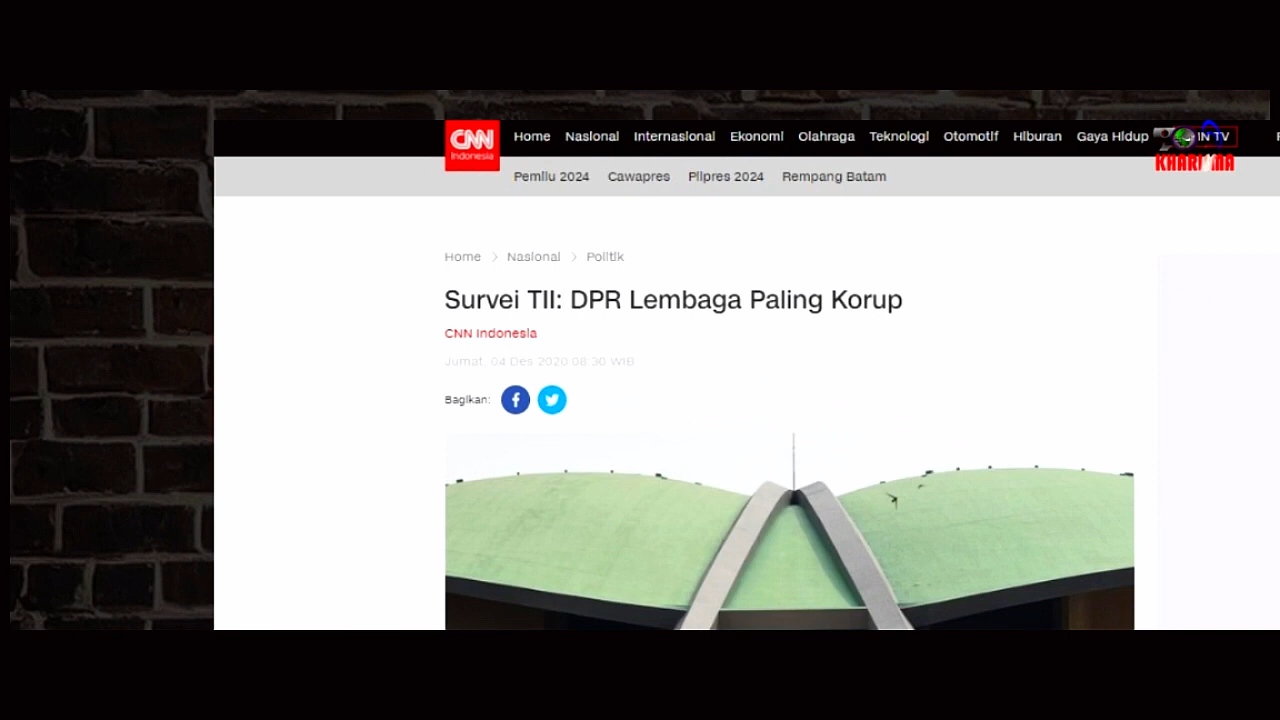 CNN
Indonesia
Home Nasional Internasional Ekonomi Olahraga Teknologi Otomotif Hiburan Gaya Hidup
IN TV
KHARISMA
Pemilu 2024 Cawapres Pilpres 2024 Rempang Batam
Home > Nasional > Politik
Survei TII: DPR Lembaga Paling Korup
CNN Indonesia
Jumat, 04 Des 2020 08:30 WIB
Bagikan: